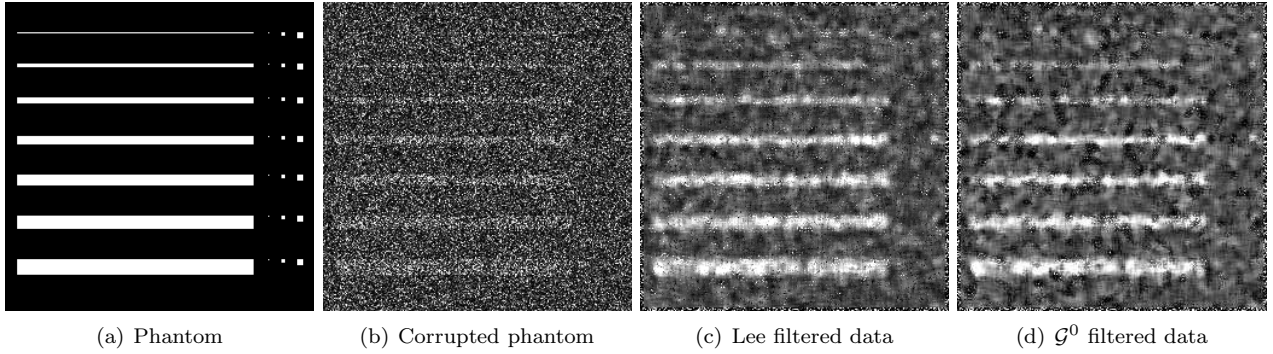 (a) Phantom
(b) Corrupted phantom
(c) Lee filtered data
(d) 𝒢⁰ filtered data